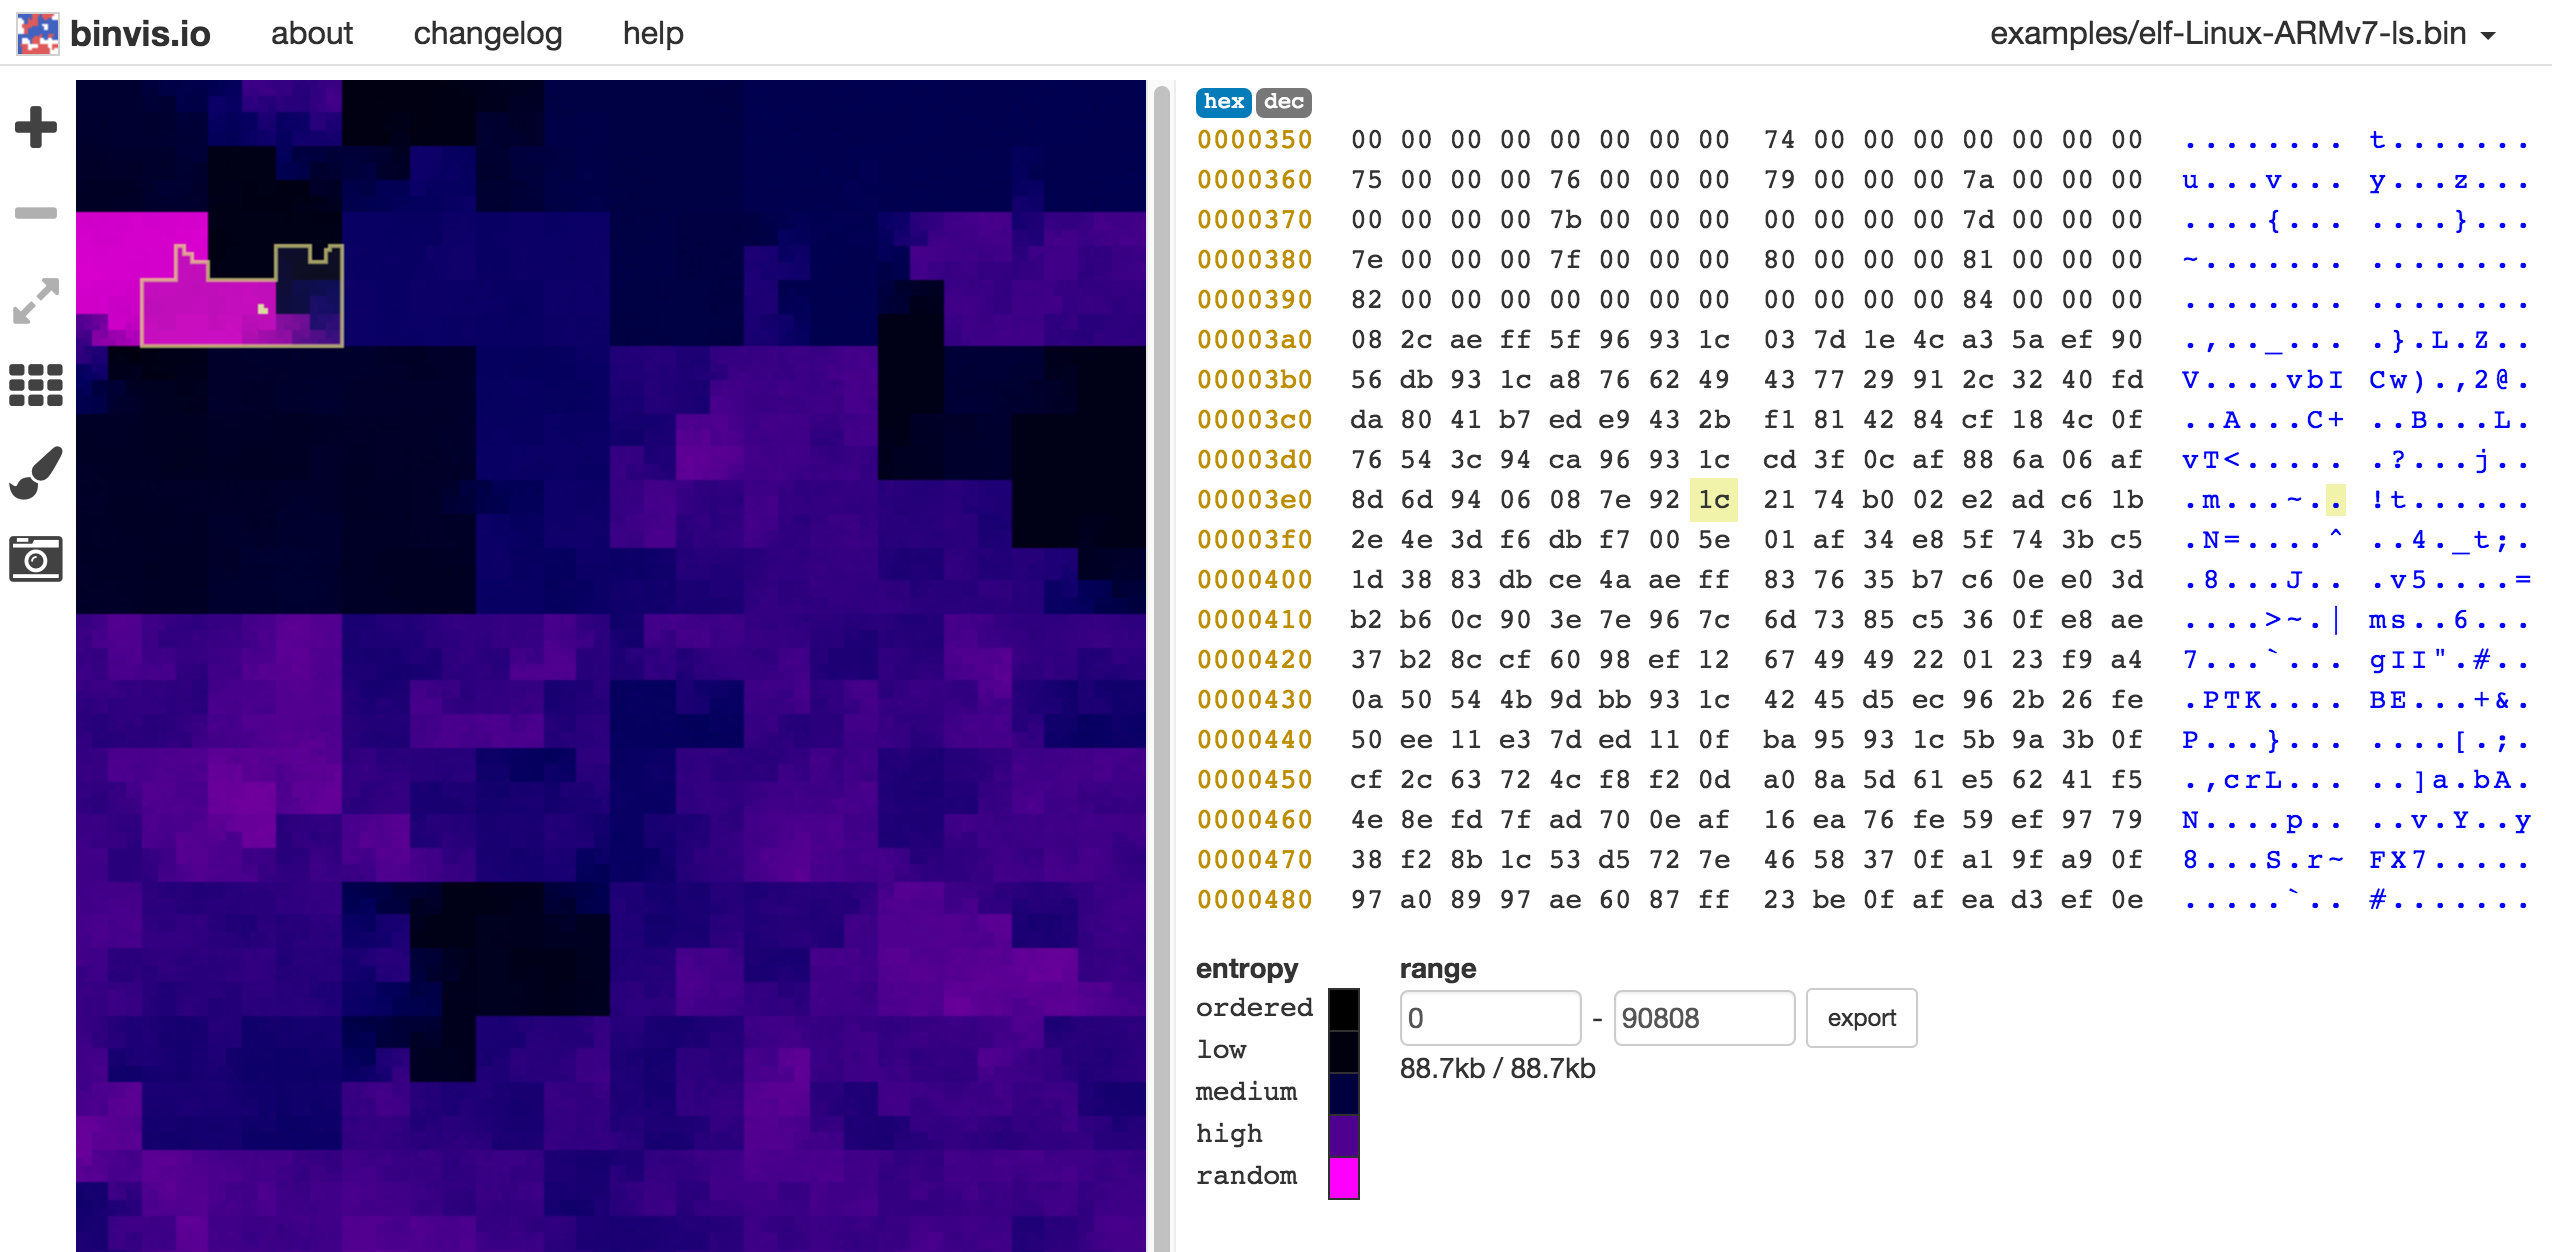 binvis.io about changelog help examples/elf-Linux-ARMv7-ls.bin
hex dec
0000350 00 00 00 00 00 00 00 00 74 00 00 00 00 00 00 00 ........ t.......
0000360 75 00 00 00 76 00 00 00 79 00 00 00 7a 00 00 00 u...v... y...z...
0000370 00 00 00 00 7b 00 00 00 00 00 00 00 7d 00 00 00 ....{... ....}...
0000380 7e 00 00 00 7f 00 00 00 80 00 00 00 81 00 00 00 ~....... ........
0000390 82 00 00 00 00 00 00 00 00 00 00 00 84 00 00 00 ........ ........
00003a0 08 2c ae ff 5f 96 93 1c 03 7d 1e 4c a3 5a ef 90 .,.._... .}.L.Z..
00003b0 56 db 93 1c a8 76 62 49 43 77 29 91 2c 32 40 fd V....vbI Cw).,2@.
00003c0 da 80 41 b7 ed e9 43 2b f1 81 42 84 cf 18 4c 0f ..A...C+ ..B...L.
00003d0 76 54 3c 94 ca 96 93 1c cd 3f 0c af 88 6a 06 af vT<..... .?...j..
00003e0 8d 6d 94 06 08 7e 92 1c 21 74 b0 02 e2 ad c6 1b .m...~.. !t......
00003f0 2e 4e 3d f6 db f7 00 5e 01 af 34 e8 5f 74 3b c5 .N=....^ ..4._t;.
0000400 1d 38 83 db ce 4a ae ff 83 76 35 b7 c6 0e e0 3d .8...J.. .v5....=
0000410 b2 b6 0c 90 3e 7e 96 7c 6d 73 85 c5 36 0f e8 ae ....>~.| ms..6...
0000420 37 b2 8c cf 60 98 ef 12 67 49 49 22 01 23 f9 a4 7...`... gII".#..
0000430 0a 50 54 4b 9d bb 93 1c 42 45 d5 ec 96 2b 26 fe .PTK.... BE...+&.
0000440 50 ee 11 e3 7d ed 11 0f ba 95 93 1c 5b 9a 3b 0f P...}... ....[.;.
0000450 cf 2c 63 72 4c f8 f2 0d a0 8a 5d 61 e5 62 41 f5 .,crL... ..]a.bA.
0000460 4e 8e fd 7f ad 70 0e af 16 ea 76 fe 59 ef 97 79 N....p.. ..v.Y..y
0000470 38 f2 8b 1c 53 d5 72 7e 46 58 37 0f a1 9f a9 0f 8...S.r~ FX7.....
0000480 97 a0 89 97 ae 60 87 ff 23 be 0f af ea d3 ef 0e .....`.. #.......
entropy
ordered
low
medium
high
random
range
0 - 90808 export
88.7kb / 88.7kb